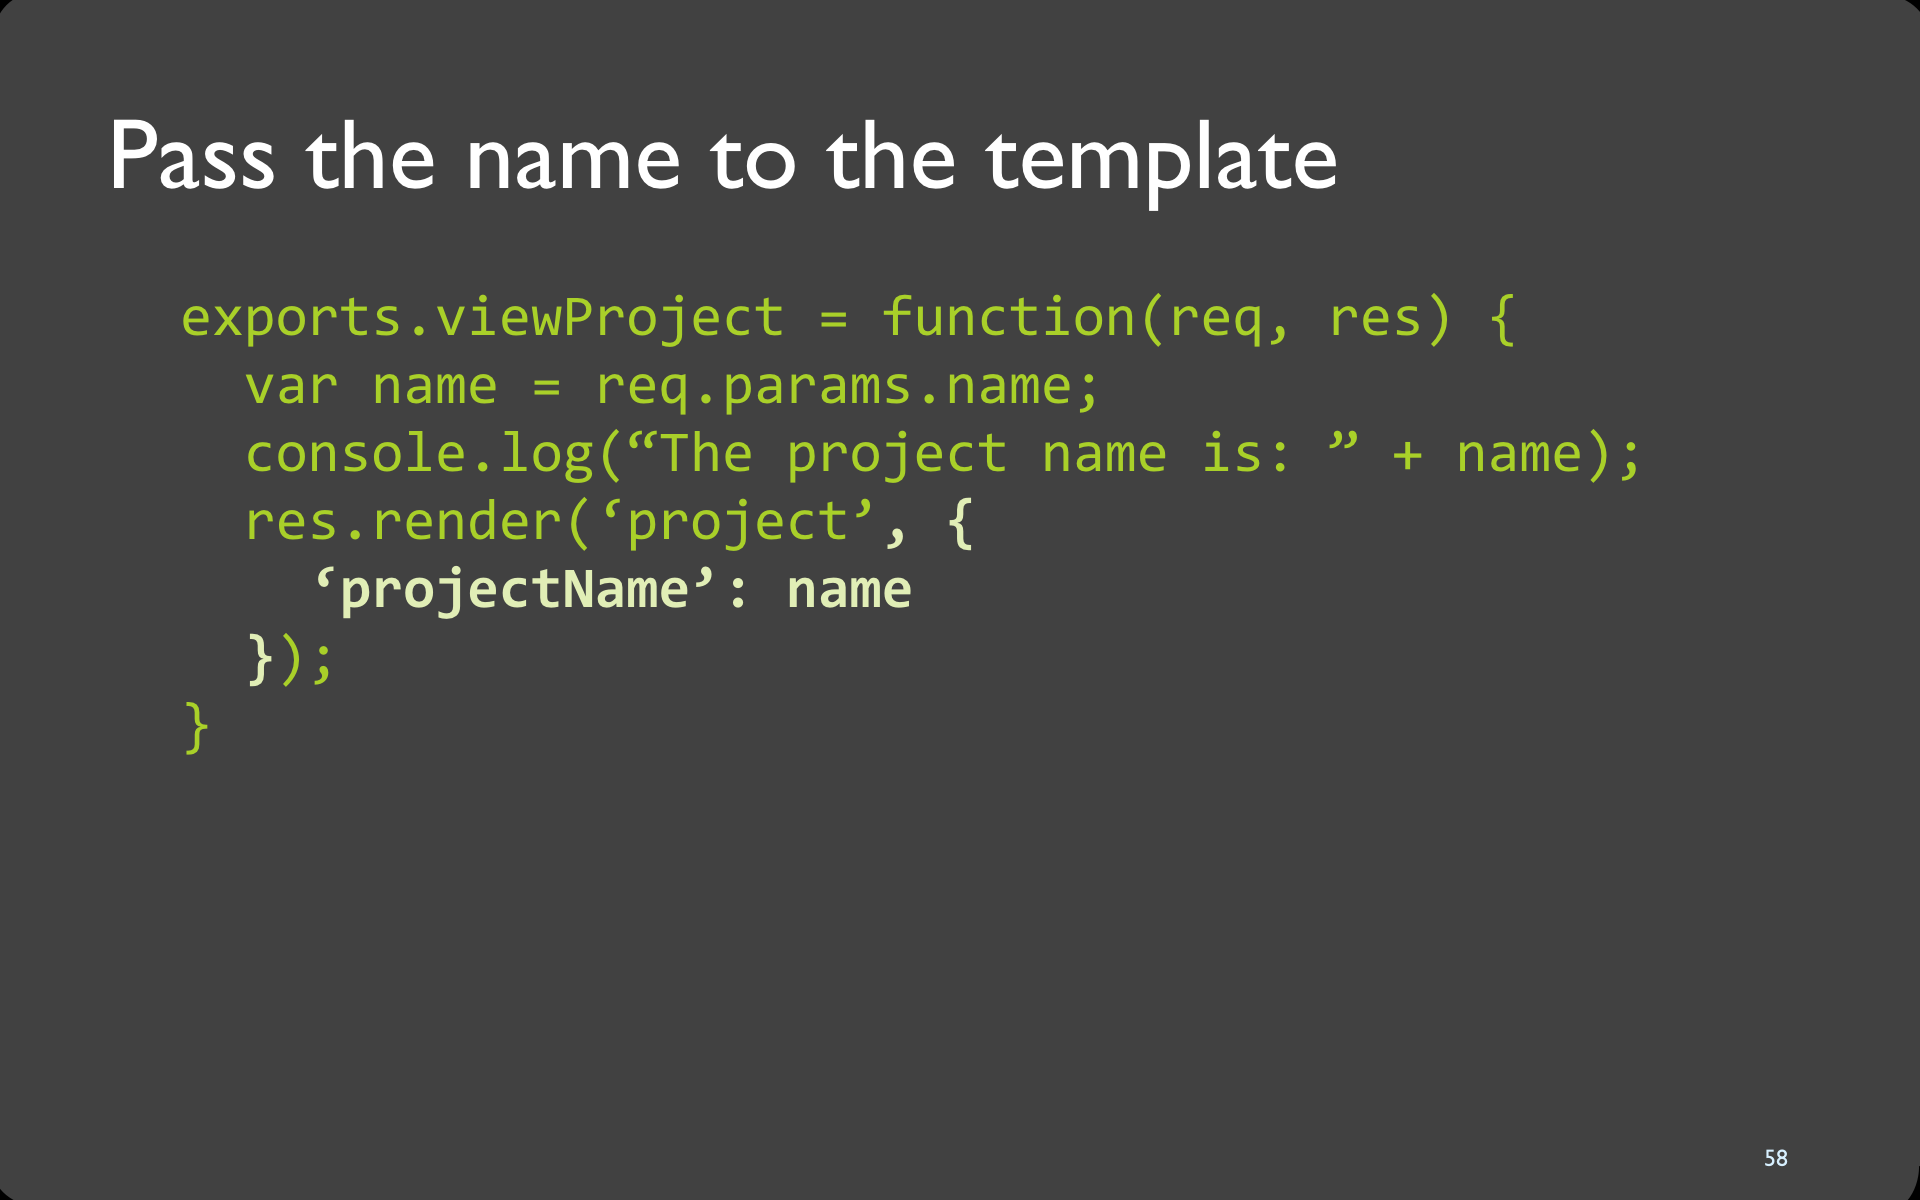 Pass the name to the template
exports.viewProject = function(req, res) {
  var name = req.params.name;
  console.log(“The project name is: ” + name);
  res.render(‘project’, {
    ‘projectName’: name
  });
}
58